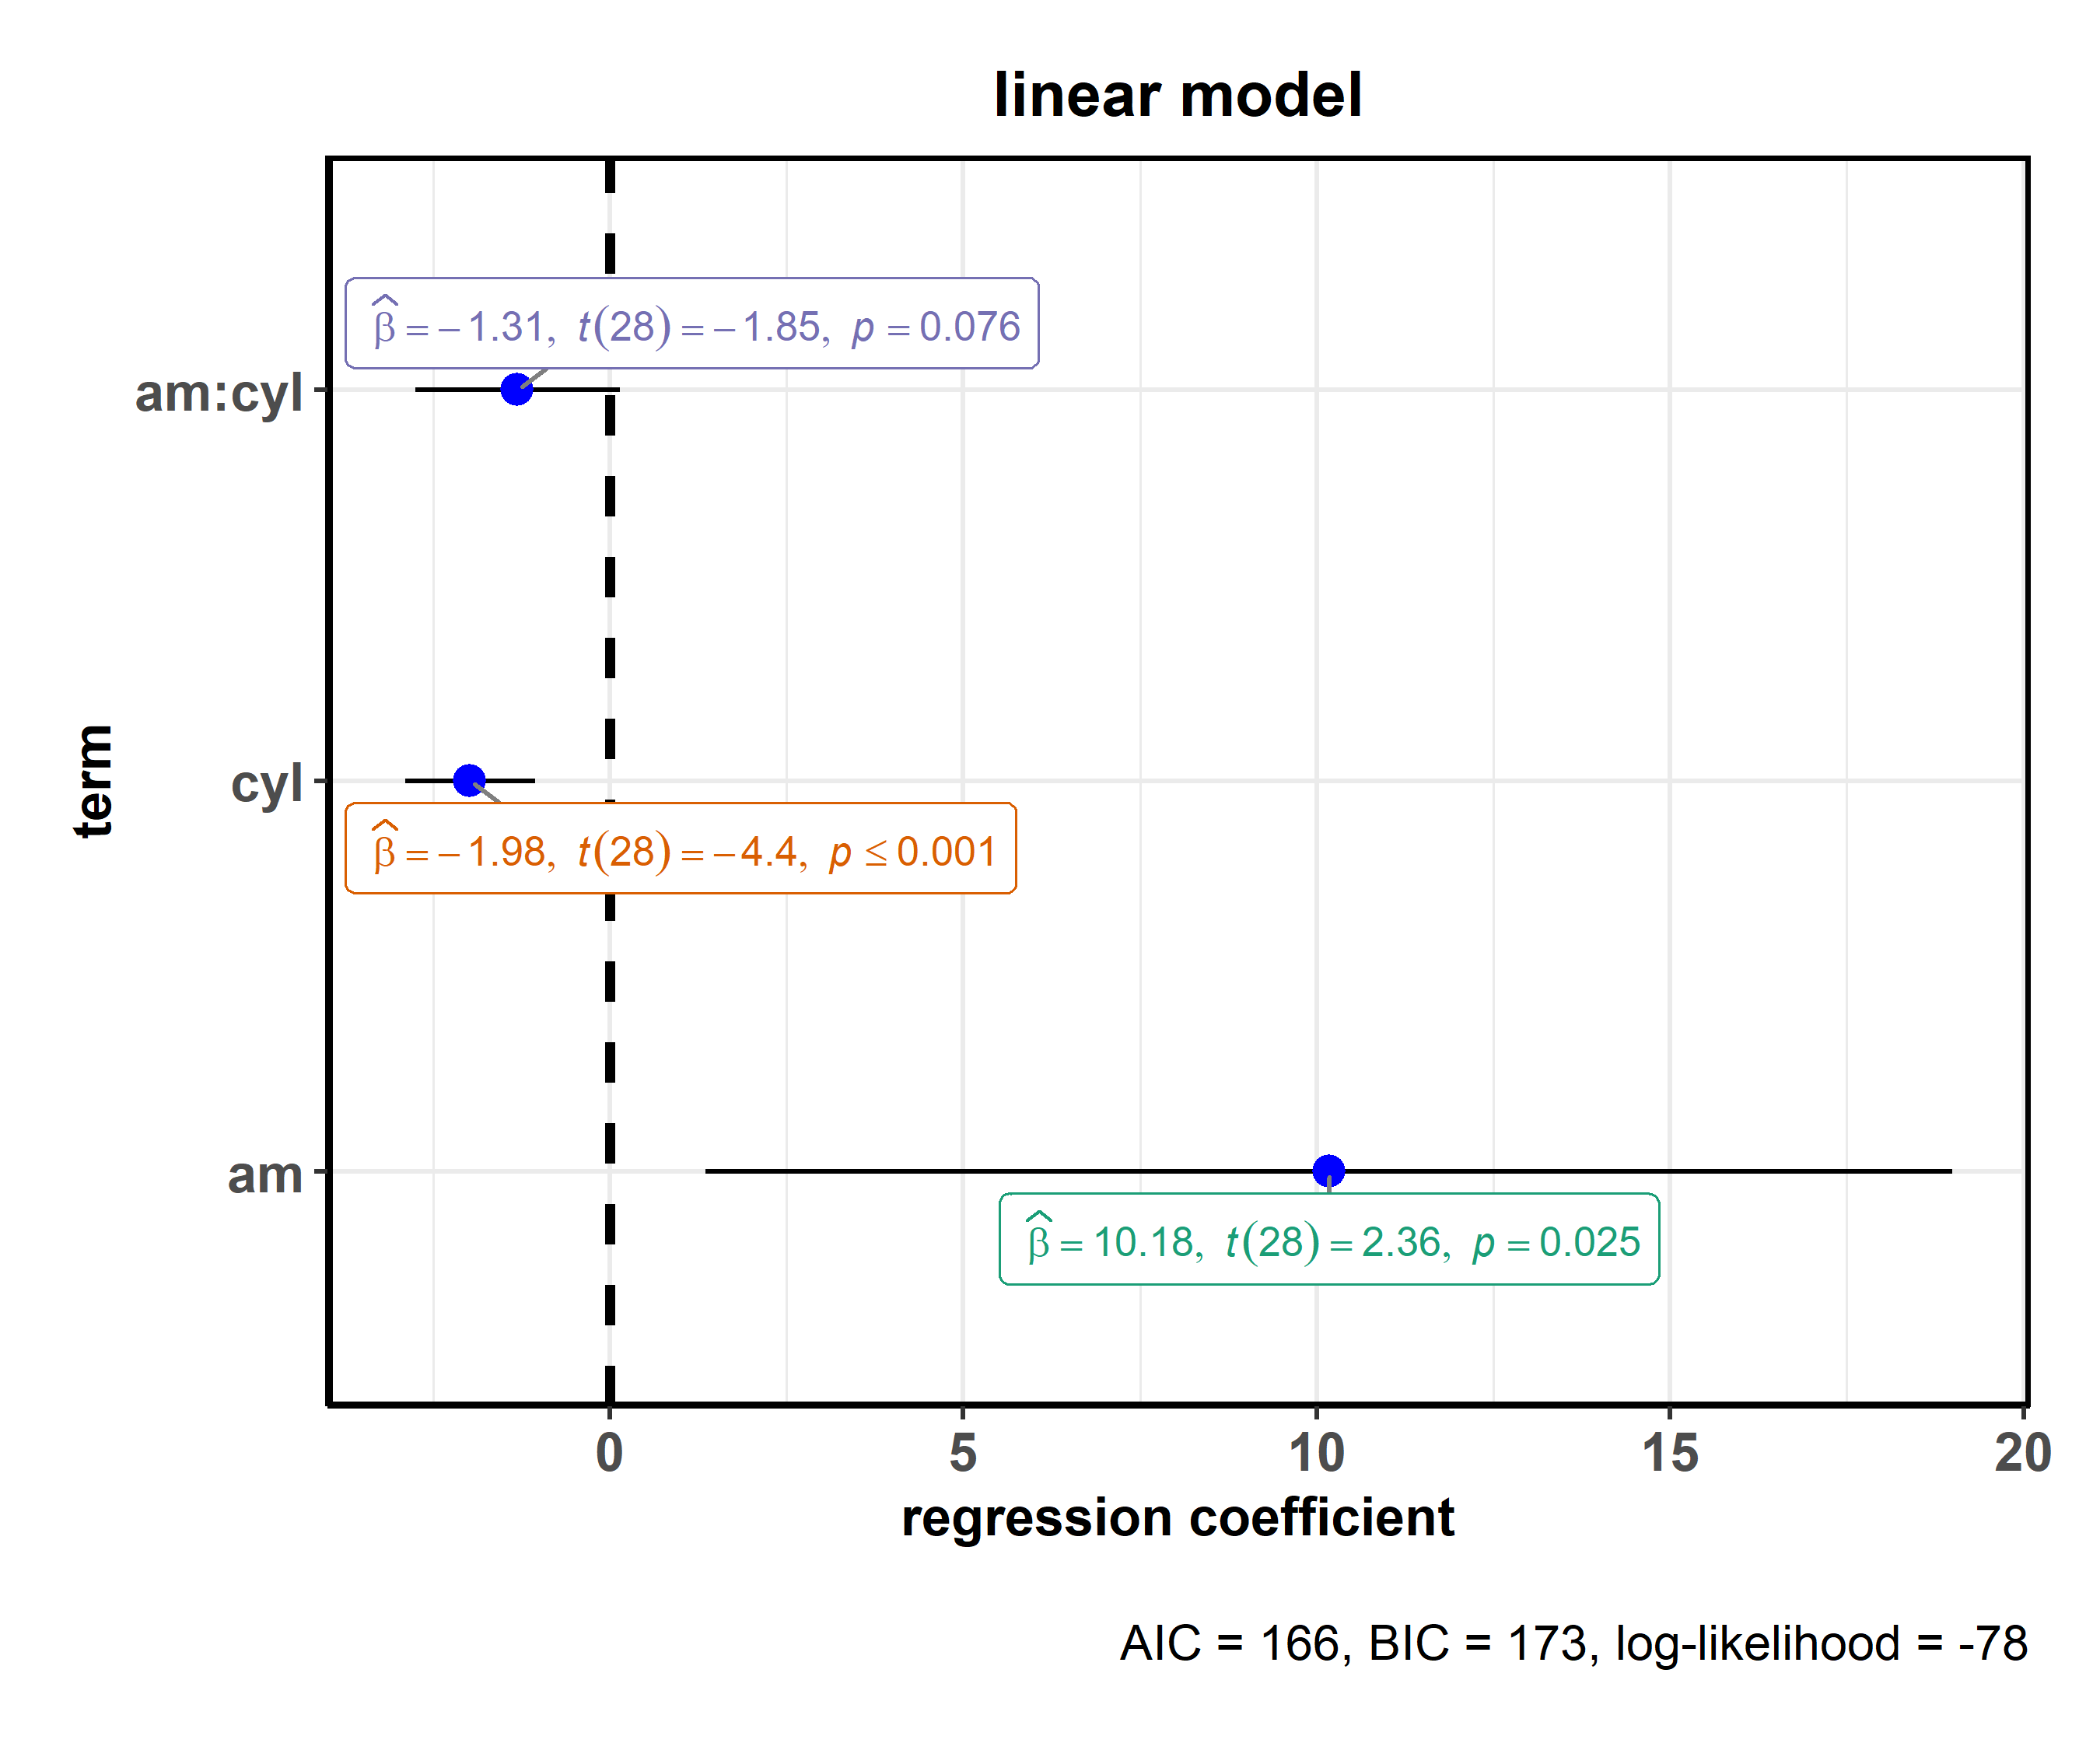 linear model
am:cyl
β̂ = − 1.31, t(28) = − 1.85, p = 0.076
term
cyl
β̂ = − 1.98, t(28) = − 4.4, p ≤ 0.001
am
β̂ = 10.18, t(28) = 2.36, p = 0.025
0 5 10 15 20
regression coefficient
AIC = 166, BIC = 173, log-likelihood = -78